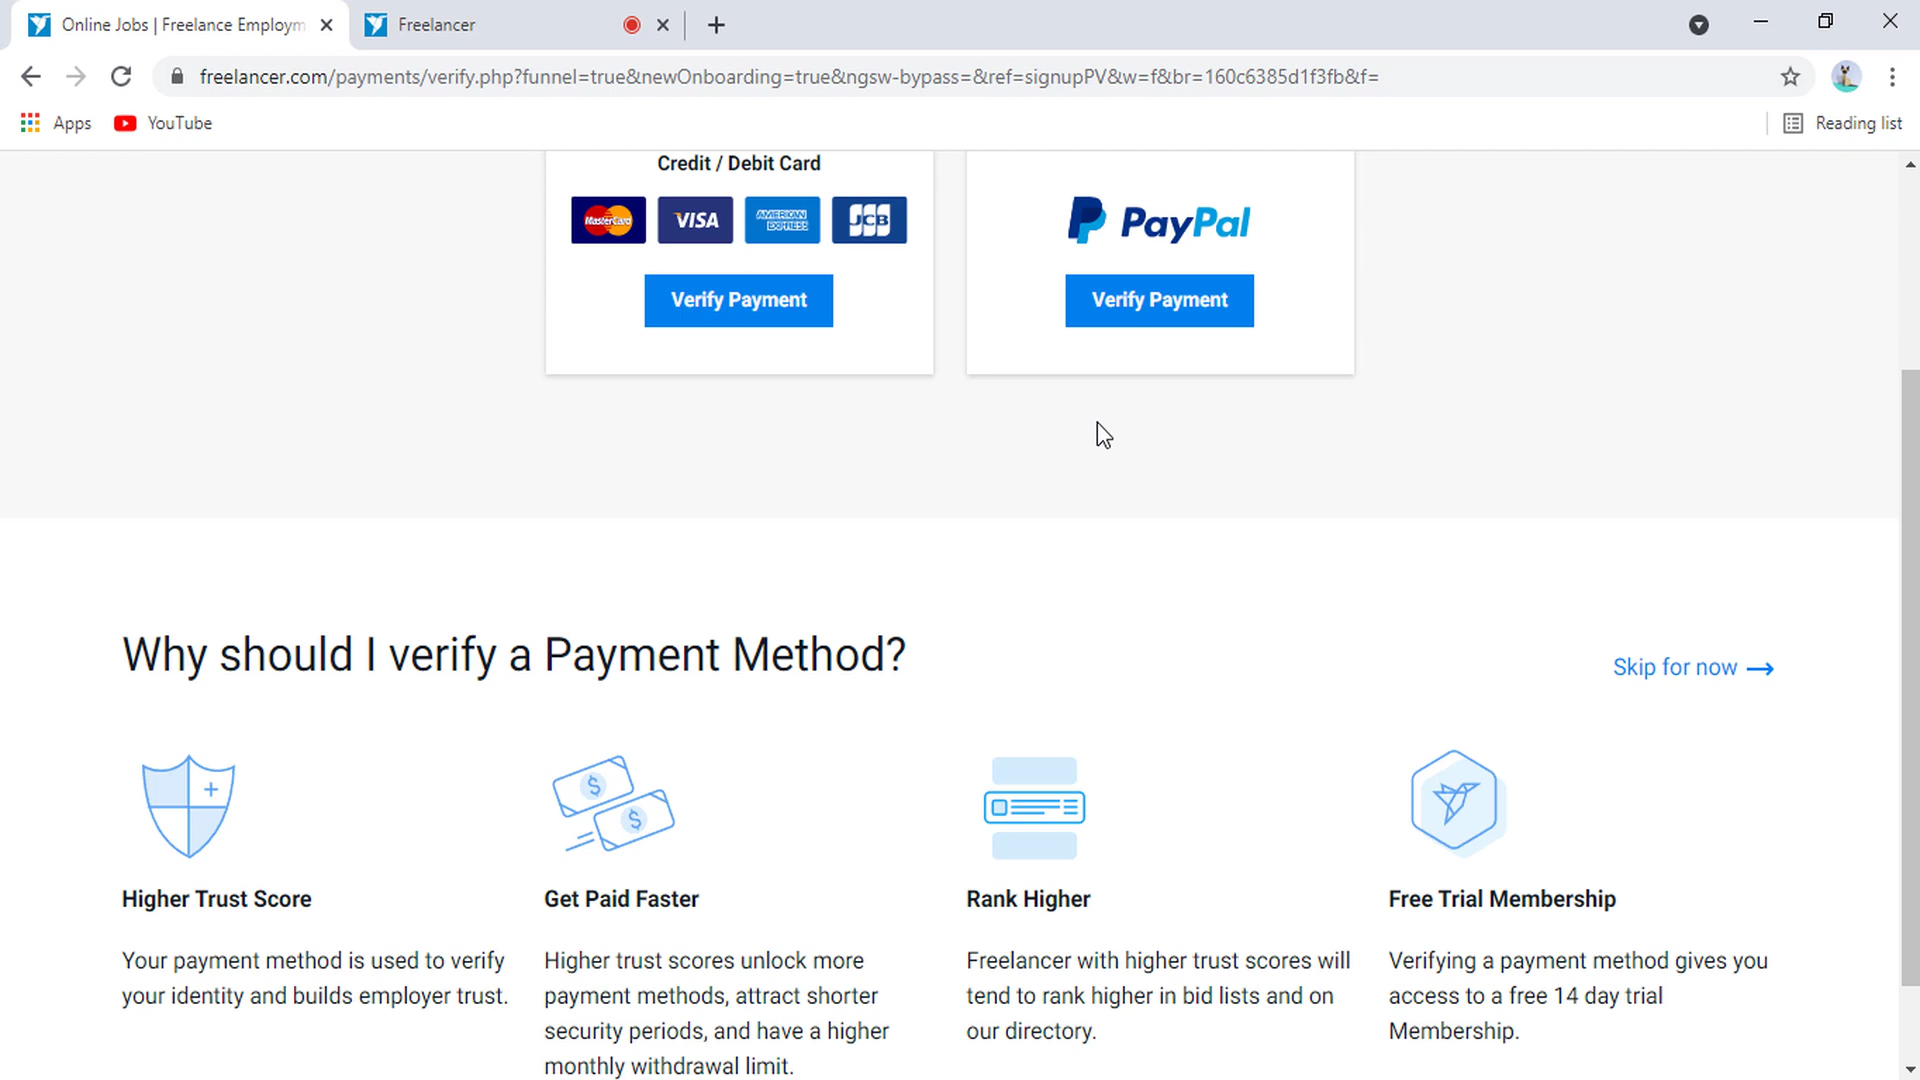 Online Jobs | Freelance Employm
Freelancer
freelancer.com/payments/verify.php?funnel=true&newOnboarding=true&ngsw-bypass=&ref=signupPV&w=f&br=160c6385d1f3fb&f=
Apps
YouTube
Reading list
Credit / Debit Card
MasterCard
VISA
AMERICAN EXPRESS
JCB
PayPal
Verify Payment
Verify Payment
Why should I verify a Payment Method?
Skip for now
Higher Trust Score
Your payment method is used to verify
your identity and builds employer trust.
Get Paid Faster
Higher trust scores unlock more
payment methods, attract shorter
security periods, and have a higher
monthly withdrawal limit.
Rank Higher
Freelancer with higher trust scores will
tend to rank higher in bid lists and on
our directory.
Free Trial Membership
Verifying a payment method gives you
access to a free 14 day trial
Membership.